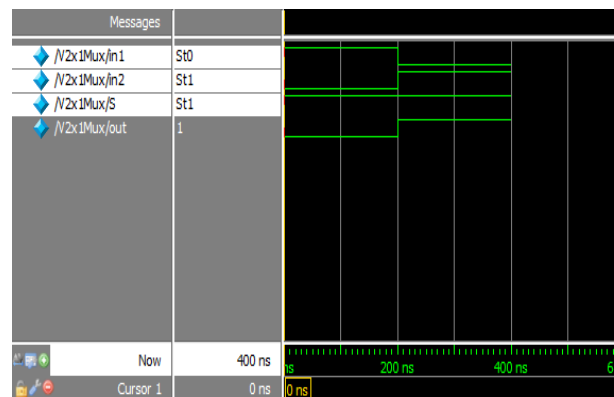 Messages
/V2x1Mux/in1 St0
/V2x1Mux/in2 St1
/V2x1Mux/S St1
/V2x1Mux/out 1
Now 400 ns
ns 200 ns 400 ns 6
Cursor 1 0 ns 0 ns